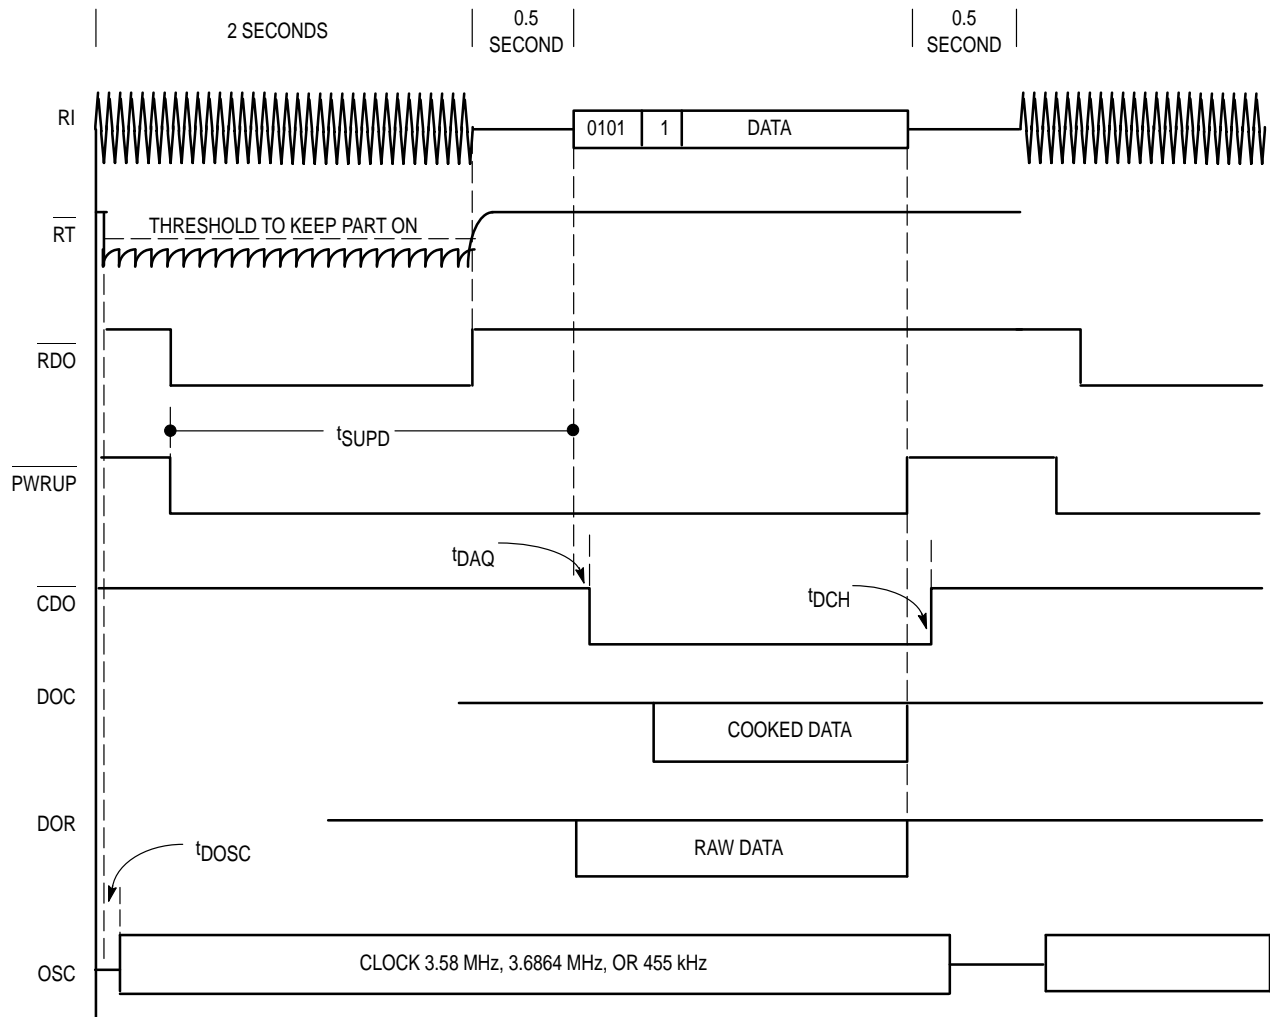 2 SECONDS
0.5
SECOND
0.5
SECOND
RI
0101 1 DATA
RT
THRESHOLD TO KEEP PART ON
RDO
tSUPD
PWRUP
tDAQ
CDO
tDCH
DOC
COOKED DATA
DOR
RAW DATA
tDOSC
OSC
CLOCK 3.58 MHz, 3.6864 MHz, OR 455 kHz